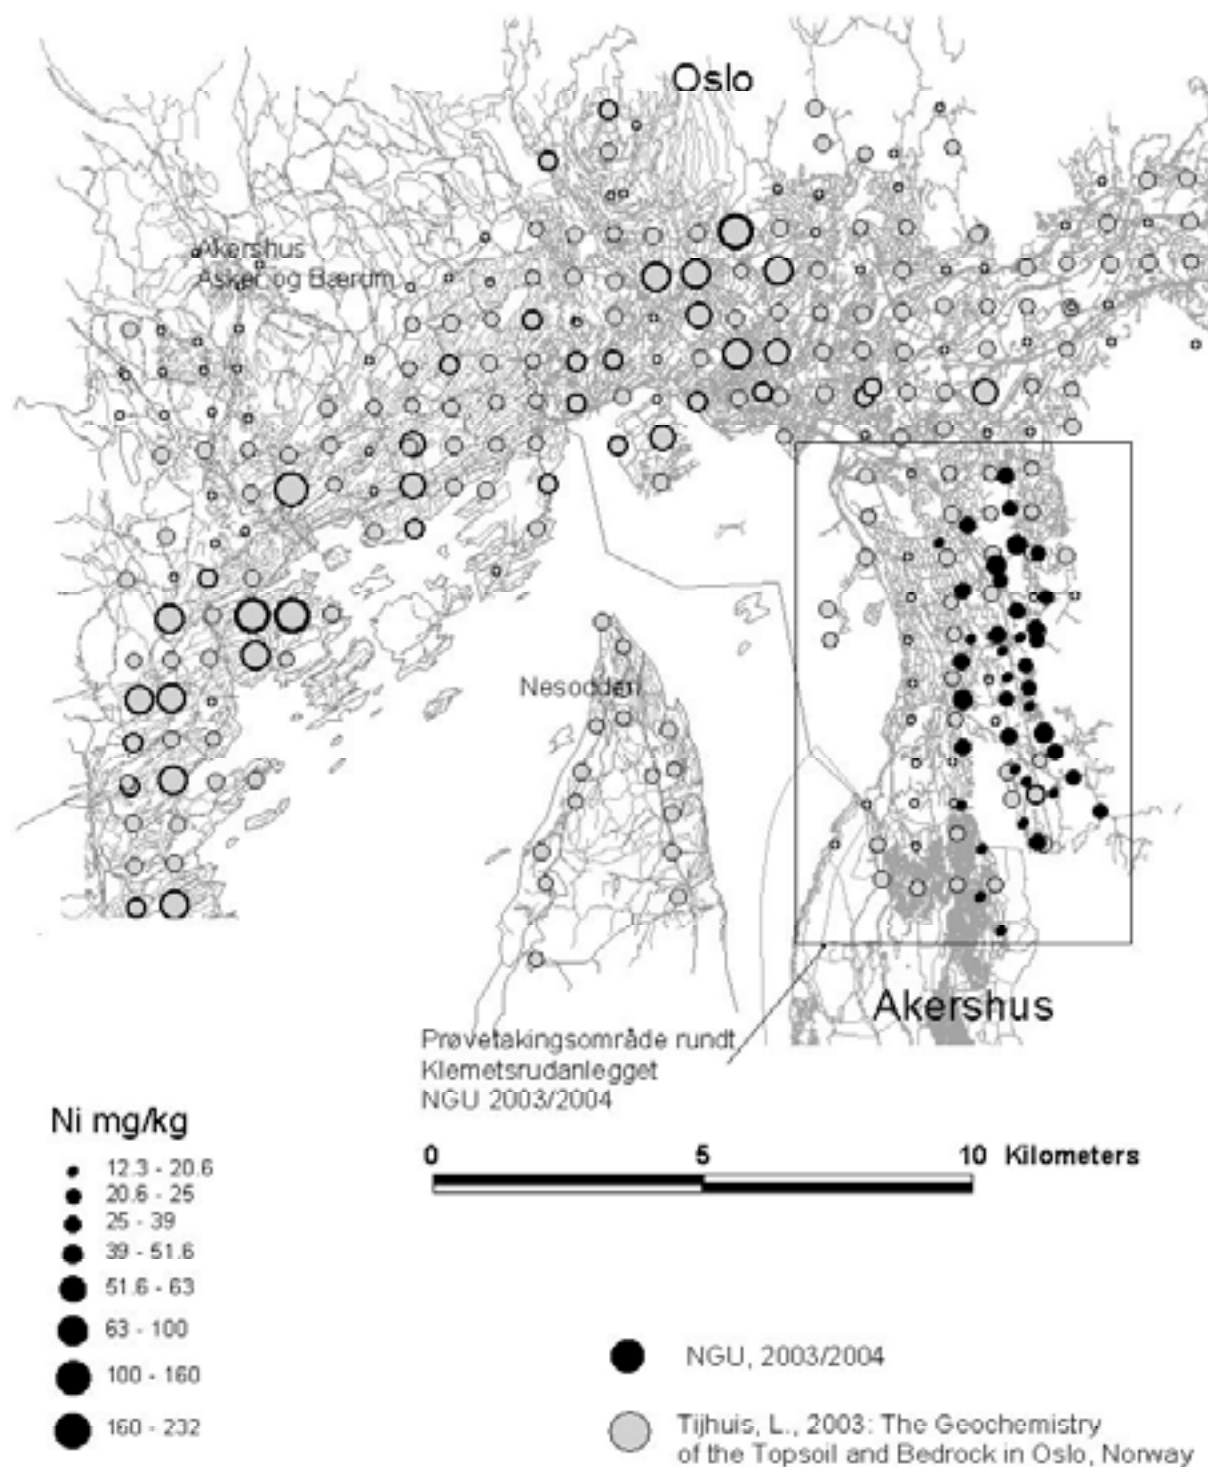 Oslo
Akershus
Asker og Bærum
Nesodden
Akershus
Prøvetakingsområde rundt
Klemetsrudanlegget
NGU 2003/2004
Ni mg/kg
12.3 - 20.6
20.6 - 25
25 - 39
39 - 51.6
51.6 - 63
63 - 100
100 - 160
160 - 232
0 5 10 Kilometers
NGU, 2003/2004
Tijhuis, L., 2003: The Geochemistry
of the Topsoil and Bedrock in Oslo, Norway